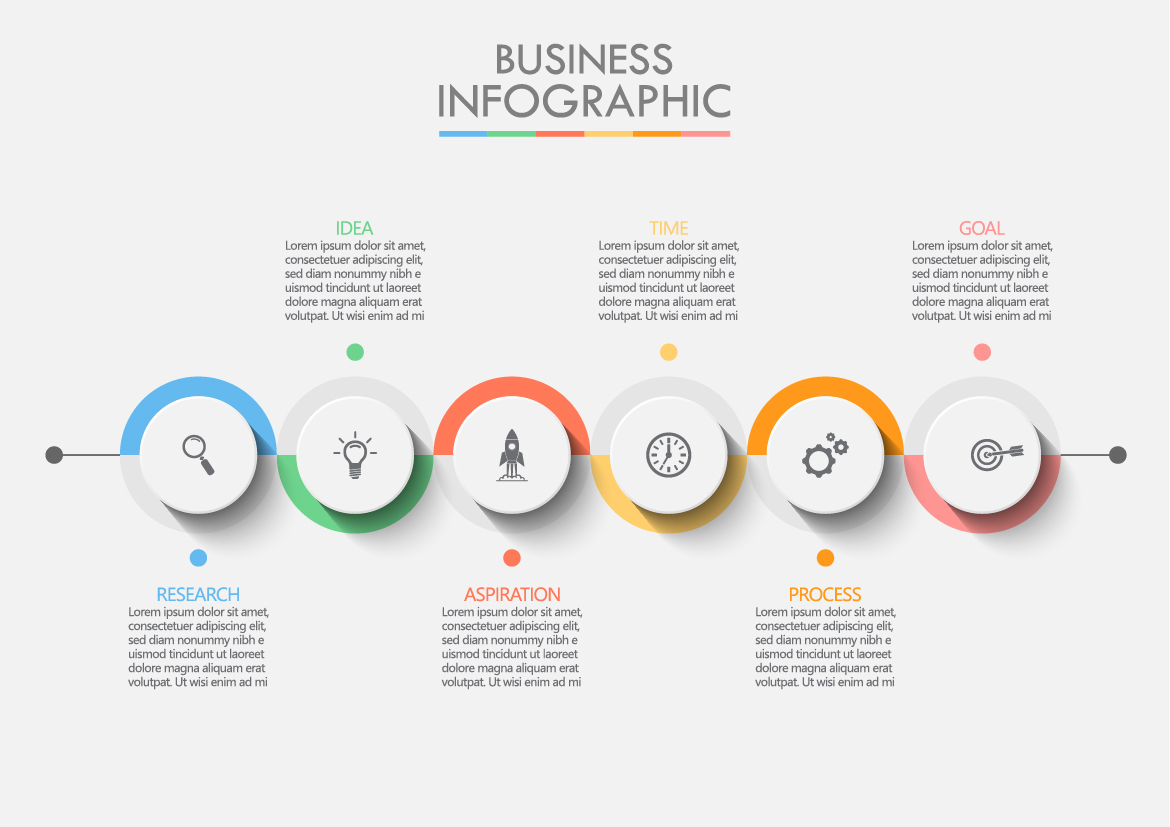 BUSINESS
INFOGRAPHIC
IDEA
Lorem ipsum dolor sit amet,
consectetuer adipiscing elit,
sed diam nonummy nibh e
uismod tincidunt ut laoreet
dolore magna aliquam erat
volutpat. Ut wisi enim ad mi
TIME
Lorem ipsum dolor sit amet,
consectetuer adipiscing elit,
sed diam nonummy nibh e
uismod tincidunt ut laoreet
dolore magna aliquam erat
volutpat. Ut wisi enim ad mi
GOAL
Lorem ipsum dolor sit amet,
consectetuer adipiscing elit,
sed diam nonummy nibh e
uismod tincidunt ut laoreet
dolore magna aliquam erat
volutpat. Ut wisi enim ad mi
RESEARCH
Lorem ipsum dolor sit amet,
consectetuer adipiscing elit,
sed diam nonummy nibh e
uismod tincidunt ut laoreet
dolore magna aliquam erat
volutpat. Ut wisi enim ad mi
ASPIRATION
Lorem ipsum dolor sit amet,
consectetuer adipiscing elit,
sed diam nonummy nibh e
uismod tincidunt ut laoreet
dolore magna aliquam erat
volutpat. Ut wisi enim ad mi
PROCESS
Lorem ipsum dolor sit amet,
consectetuer adipiscing elit,
sed diam nonummy nibh e
uismod tincidunt ut laoreet
dolore magna aliquam erat
volutpat. Ut wisi enim ad mi